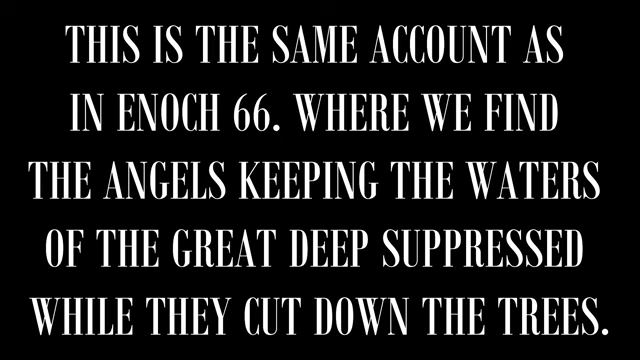 THIS IS THE SAME ACCOUNT AS
IN ENOCH 66. WHERE WE FIND
THE ANGELS KEEPING THE WATERS
OF THE GREAT DEEP SUPPRESSED
WHILE THEY CUT DOWN THE TREES.